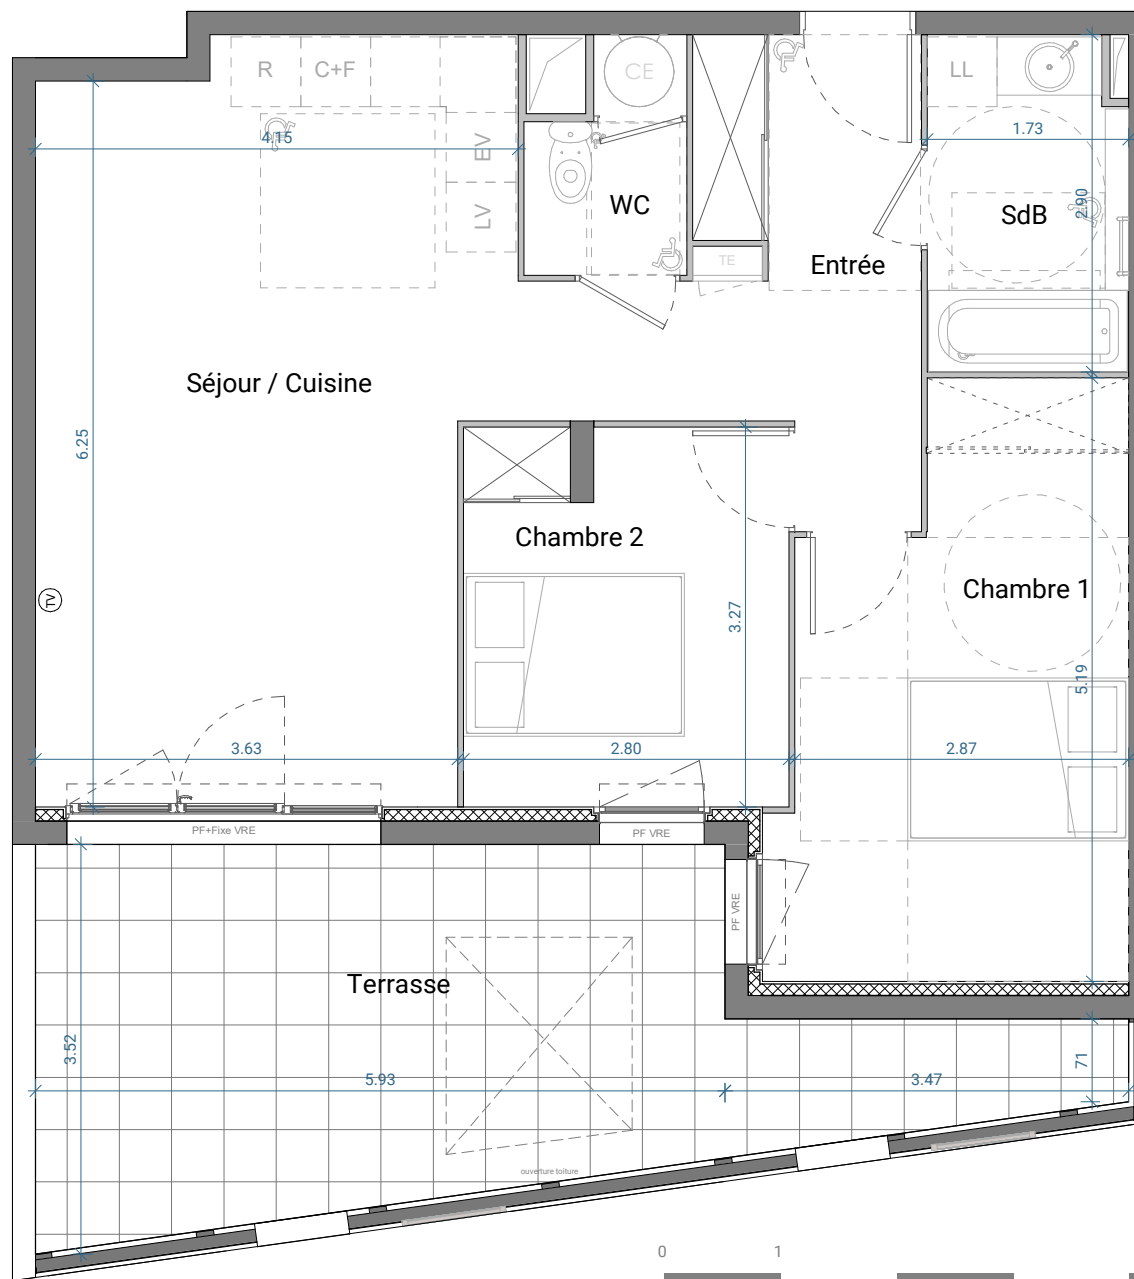 R
C+F
CE
LL
4.15
EV
LV
WC
TE
Entrée
1.73
2.90
SdB
Séjour / Cuisine
6.25
Chambre 2
Chambre 1
TV
3.27
5.19
3.63
2.80
2.87
PF+Fixe VRE
PF VRE
PF VRE
Terrasse
3.52
5.93
3.47
71
ouverture toiture
0
1